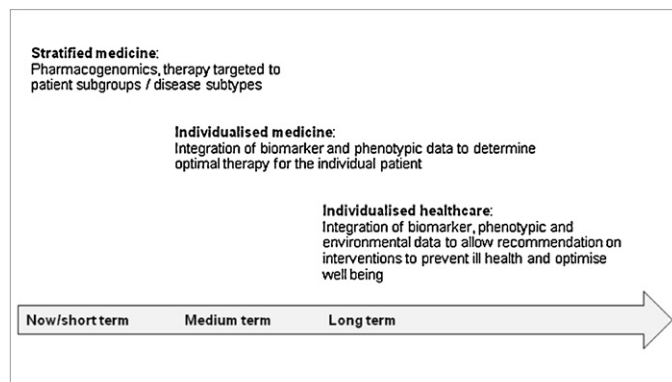 Stratified medicine:
Pharmacogenomics, therapy targeted to
patient subgroups / disease subtypes
Individualised medicine:
Integration of biomarker and phenotypic data to determine
optimal therapy for the individual patient
Individualised healthcare:
Integration of biomarker, phenotypic and
environmental data to allow recommendation on
interventions to prevent ill health and optimise
well being
Now/short term Medium term Long term